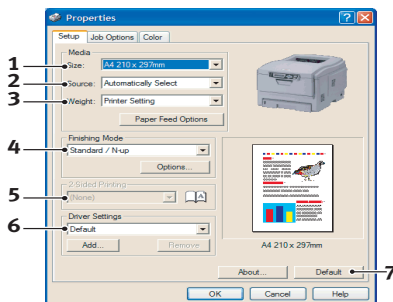 Properties
Setup Job Options Color
Media
1 Size: A4 210 x 297mm
2 Source: Automatically Select
3 Weight: Printer Setting
Paper Feed Options
Finishing Mode
4 Standard / N-up
Options...
2-Sided Printing
5 (None) A
Driver Settings
6 Default
Add... Remove
A4 210 x 297mm
About... Default 7
OK Cancel Help